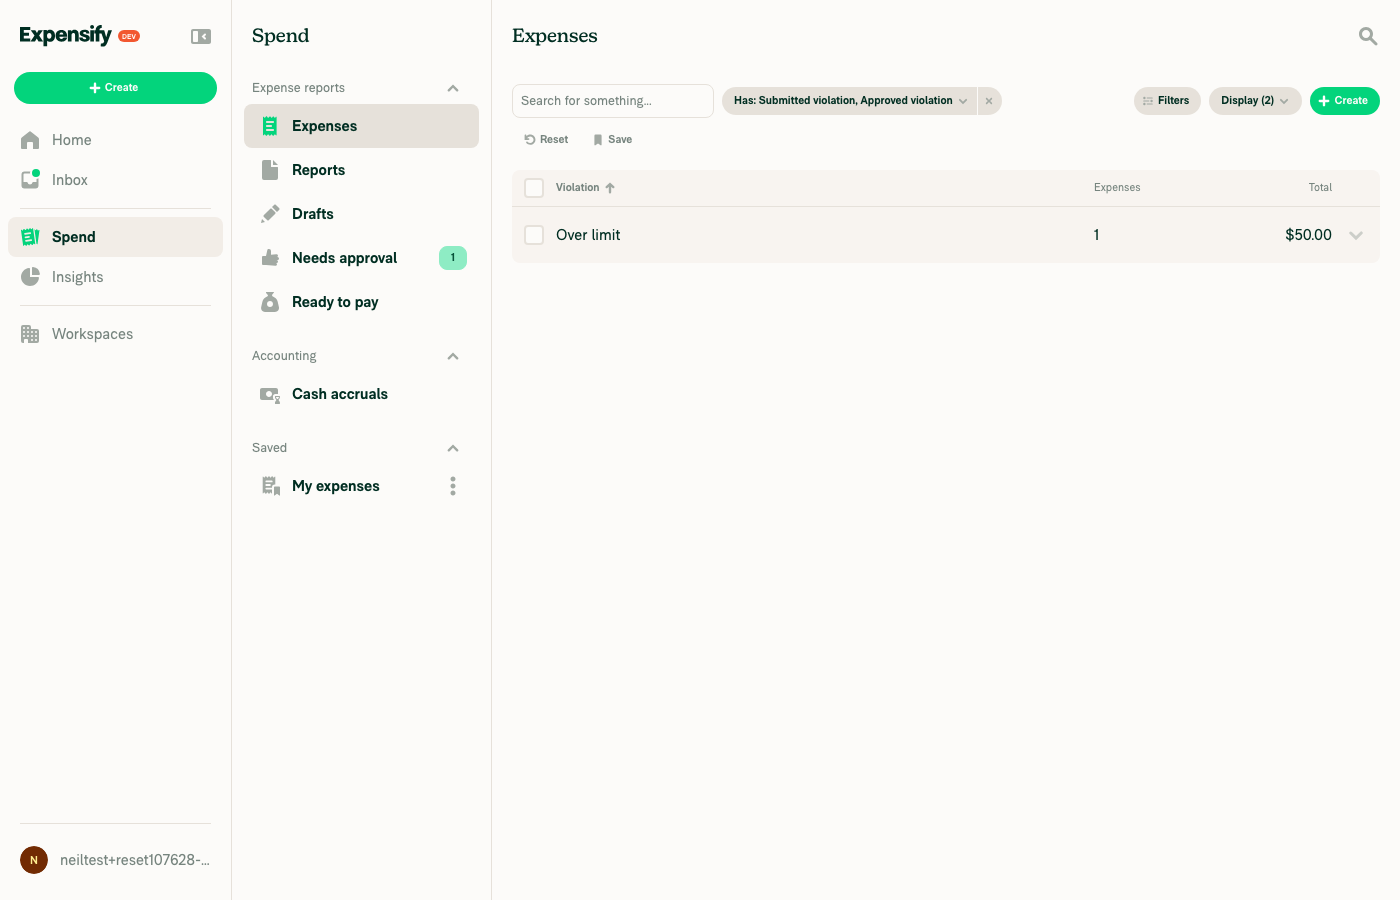 Expensify DEV
Create
Home
Inbox
Spend
Insights
Workspaces
neiltest+reset107628-...
N
Spend
Expense reports
Expenses
Reports
Drafts
Needs approval 1
Ready to pay
Accounting
Cash accruals
Saved
My expenses
Expenses
Search for something...
Has: Submitted violation, Approved violation
Filters
Display (2)
Create
Reset
Save
Violation Expenses Total
Over limit 1 $50.00